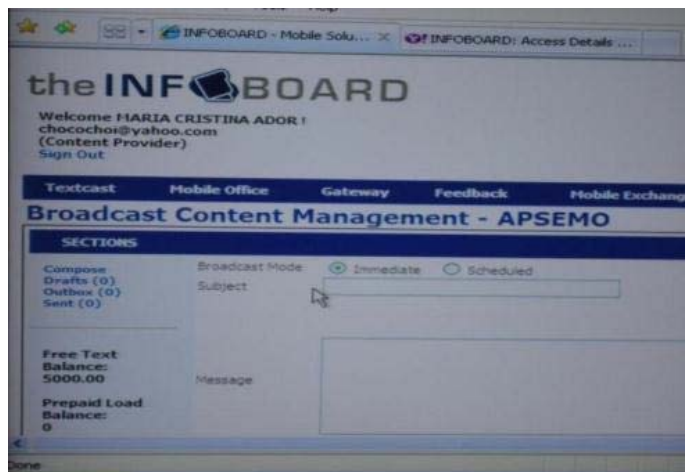 INFOBOARD - Mobile Solu... INFOBOARD: Access Details ...
the INFOBOARD
Welcome MARIA CRISTINA ADOR !
chocochoi@yahoo.com
(Content Provider)
Sign Out
Textcast Mobile Office Gateway Feedback Mobile Exchang
Broadcast Content Management - APSEMO
SECTIONS
Compose
Drafts (0)
Outbox (0)
Sent (0)
Broadcast Mode Immediate Scheduled
Subject
Free Text
Balance:
5000.00
Message
Prepaid Load
Balance:
0
Done